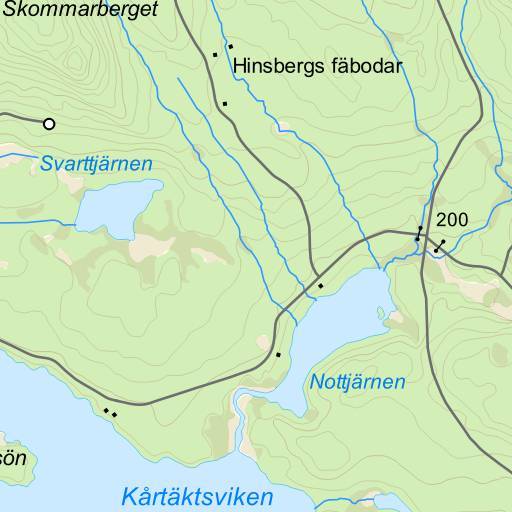 Skommarberget
Hinsbergs fäbodar
Svarttjärnen
200
Nottjärnen
sön
Kårtäktsviken